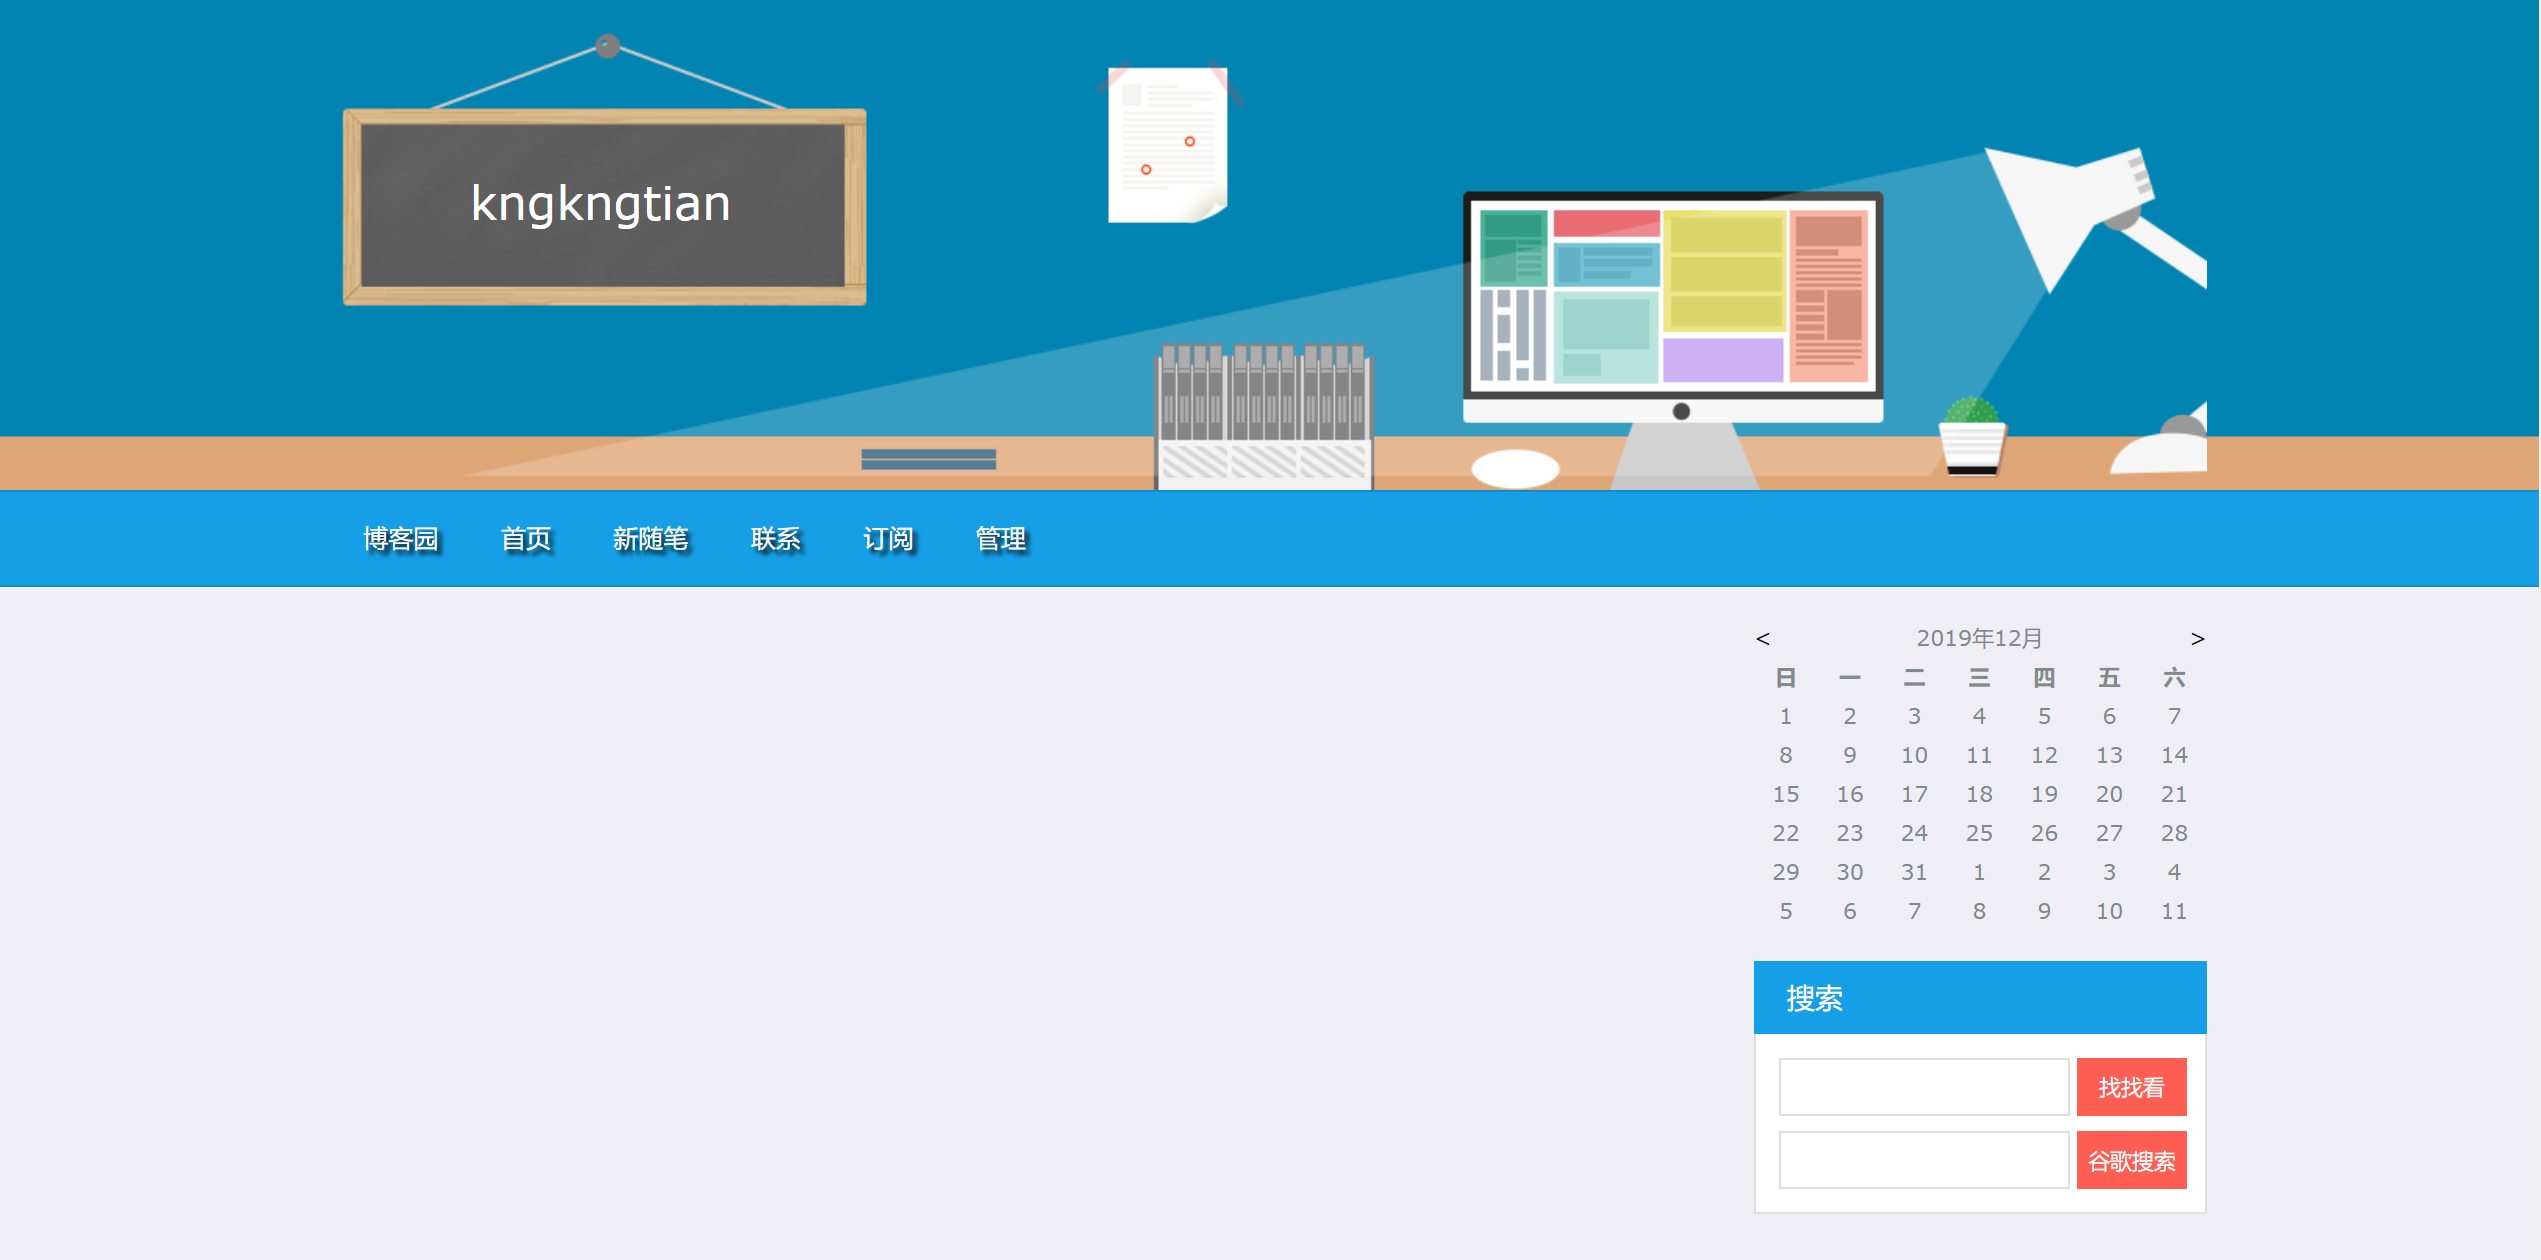 kngkngtian
博客园 首页 新随笔 联系 订阅 管理
< 2019年12月 >
日 一 二 三 四 五 六
1 2 3 4 5 6 7
8 9 10 11 12 13 14
15 16 17 18 19 20 21
22 23 24 25 26 27 28
29 30 31 1 2 3 4
5 6 7 8 9 10 11
搜索
找找看
谷歌搜索